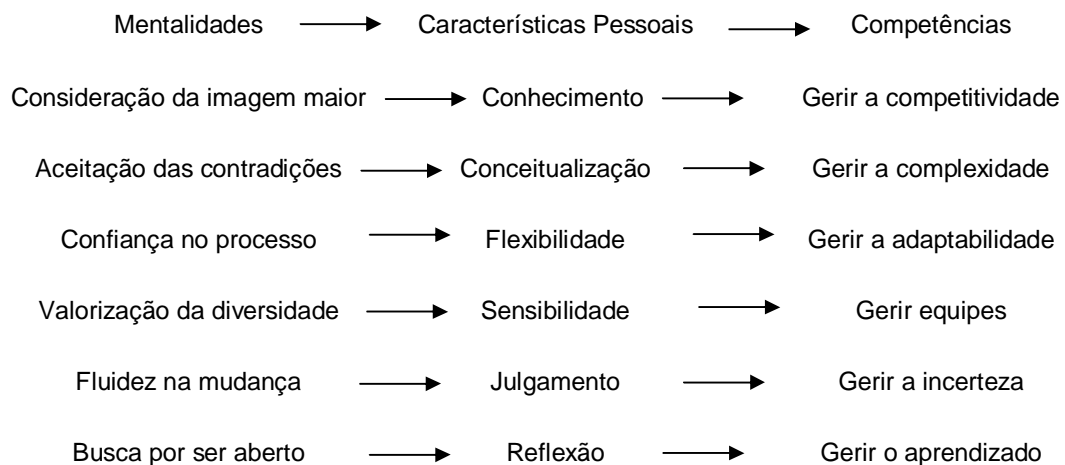 Mentalidades Características Pessoais Competências
Consideração da imagem maior Conhecimento Gerir a competitividade
Aceitação das contradições Conceitualização Gerir a complexidade
Confiança no processo Flexibilidade Gerir a adaptabilidade
Valorização da diversidade Sensibilidade Gerir equipes
Fluidez na mudança Julgamento Gerir a incerteza
Busca por ser aberto Reflexão Gerir o aprendizado